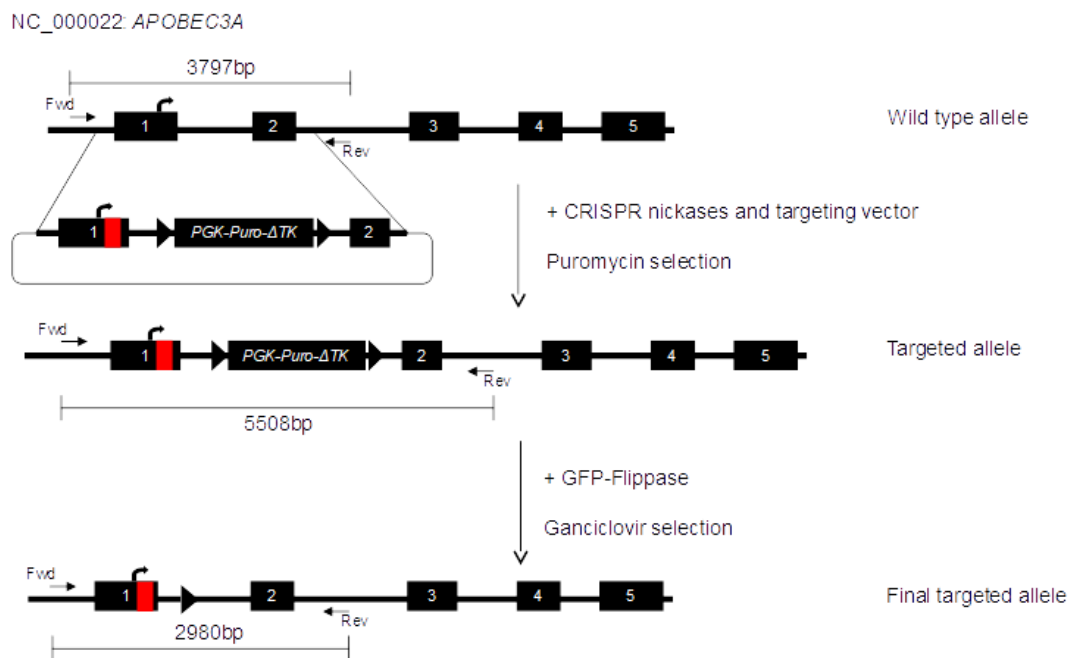 NC_000022: APOBEC3A
3797bp
Fwd
1 2 3 4 5
Wild type allele
Rev
1 PGK-Puro-ΔTK 2
+ CRISPR nickases and targeting vector
Puromycin selection
Fwd
1 PGK-Puro-ΔTK 2 3 4 5
Targeted allele
Rev
5508bp
+ GFP-Flippase
Ganciclovir selection
Fwd
1 2 3 4 5
Final targeted allele
Rev
2980bp